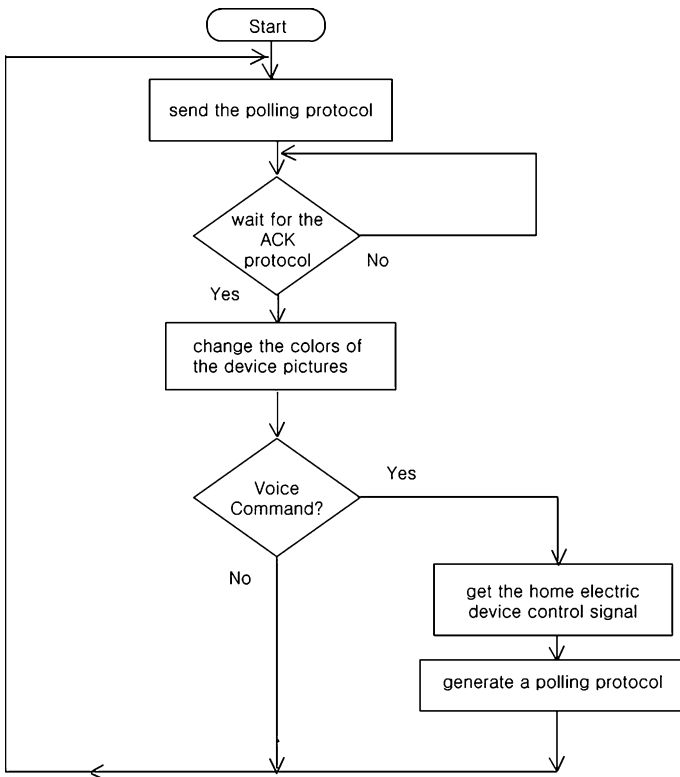 Start
send the polling protocol
wait for the
ACK
protocol
No
Yes
change the colors of
the device pictures
Voice
Command?
Yes
No
get the home electric
device control signal
generate a polling protocol